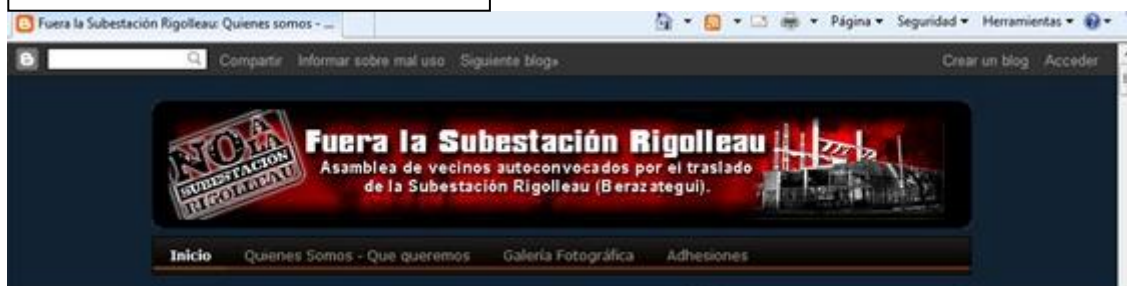 Fuera la Subestación Rigolleau: Quienes somos - ...
Página Seguridad Herramientas
Compartir Informar sobre mal uso Siguiente blog» Crear un blog Acceder
NO A
LA
SUBESTACION
RIGOLLEAU
Fuera la Subestación Rigolleau
Asamblea de vecinos autoconvocados por el traslado
de la Subestación Rigolleau (Berazategui).
Inicio Quienes Somos - Que queremos Galería Fotográfica Adhesiones